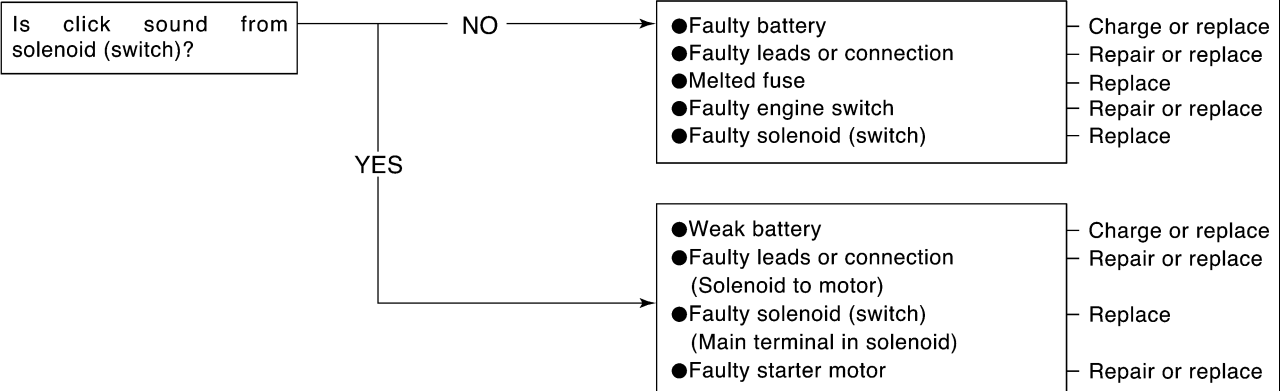 Is click sound from
solenoid (switch)?
NO
●Faulty battery Charge or replace
●Faulty leads or connection Repair or replace
●Melted fuse Replace
●Faulty engine switch Repair or replace
●Faulty solenoid (switch) Replace
YES
●Weak battery Charge or replace
●Faulty leads or connection Repair or replace
(Solenoid to motor)
●Faulty solenoid (switch) Replace
(Main terminal in solenoid)
●Faulty starter motor Repair or replace